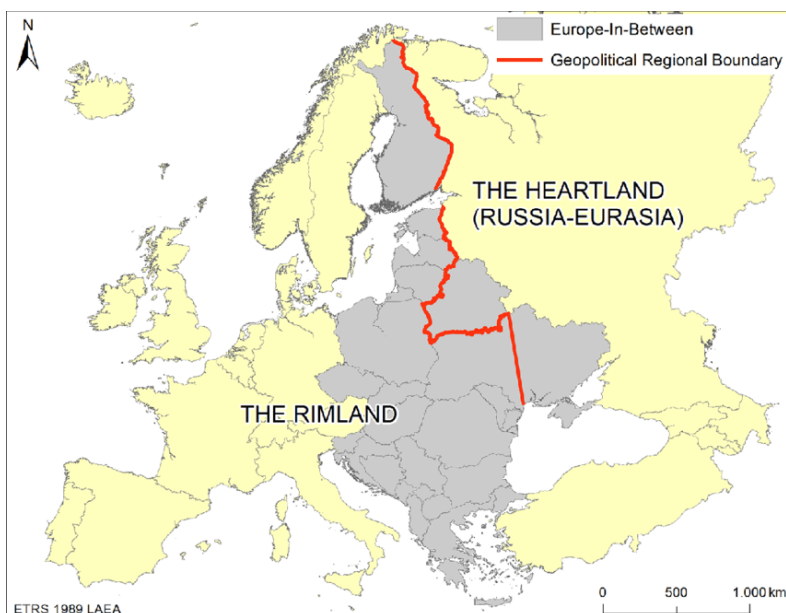 N
Europe-In-Between
Geopolitical Regional Boundary
THE HEARTLAND
(RUSSIA-EURASIA)
THE RIMLAND
0 500 1.000 km
ETRS 1989 LAEA